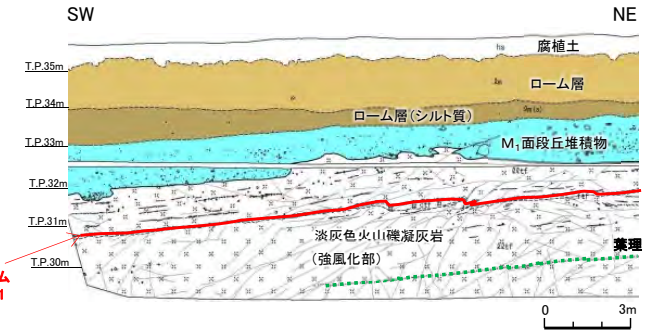 SW
NE
腐植土
T.P.35m
ローム層
T.P.34m
ローム層(シルト質)
T.P.33m
M₁面段丘堆積物
T.P.32m
T.P.31m
淡灰色火山礫凝灰岩
(強風化部)
葉理
T.P.30m
ム
1
0
3m